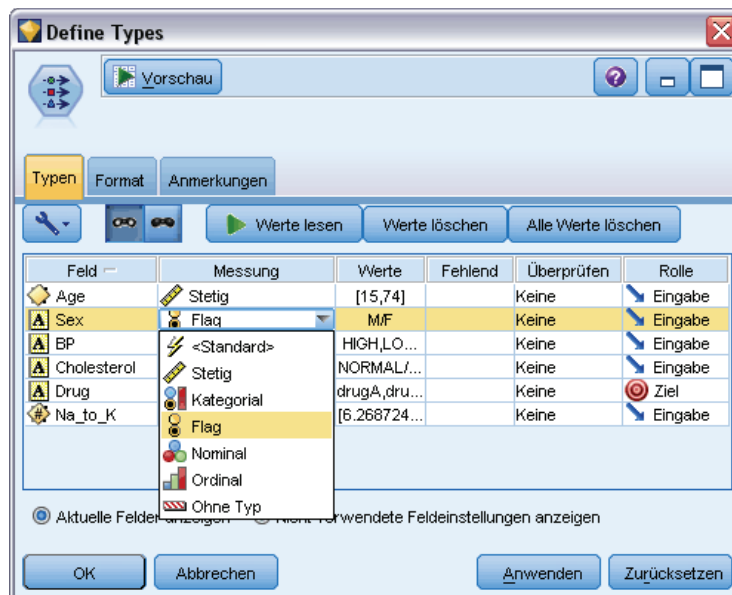 Define Types
Vorschau
Typen Format Anmerkungen
Werte lesen Werte löschen Alle Werte löschen
Feld Messung Werte Fehlend Überprüfen Rolle
Age Stetig [15,74] Keine Eingabe
Sex Flag M/F Keine Eingabe
BP HIGH,LO... Keine Eingabe
Cholesterol NORMAL/... Keine Eingabe
Drug drugA,dru... Keine Ziel
Na_to_K [6.268724... Keine Eingabe
<Standard>
Stetig
Kategorial
Flag
Nominal
Ordinal
Ohne Typ
Aktuelle Felder anzeigen verwendete Feldeinstellungen anzeigen
OK Abbrechen Anwenden Zurücksetzen